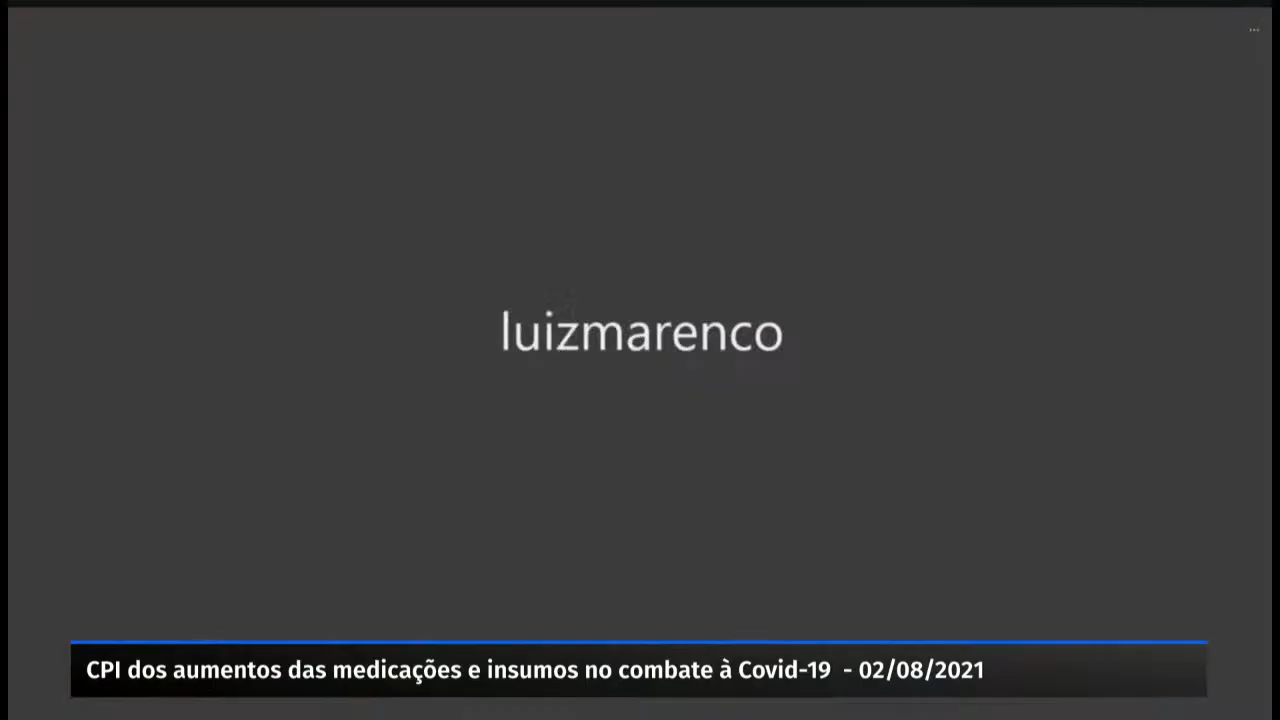 luizmarenco
CPI dos aumentos das medicações e insumos no combate à Covid-19 - 02/08/2021